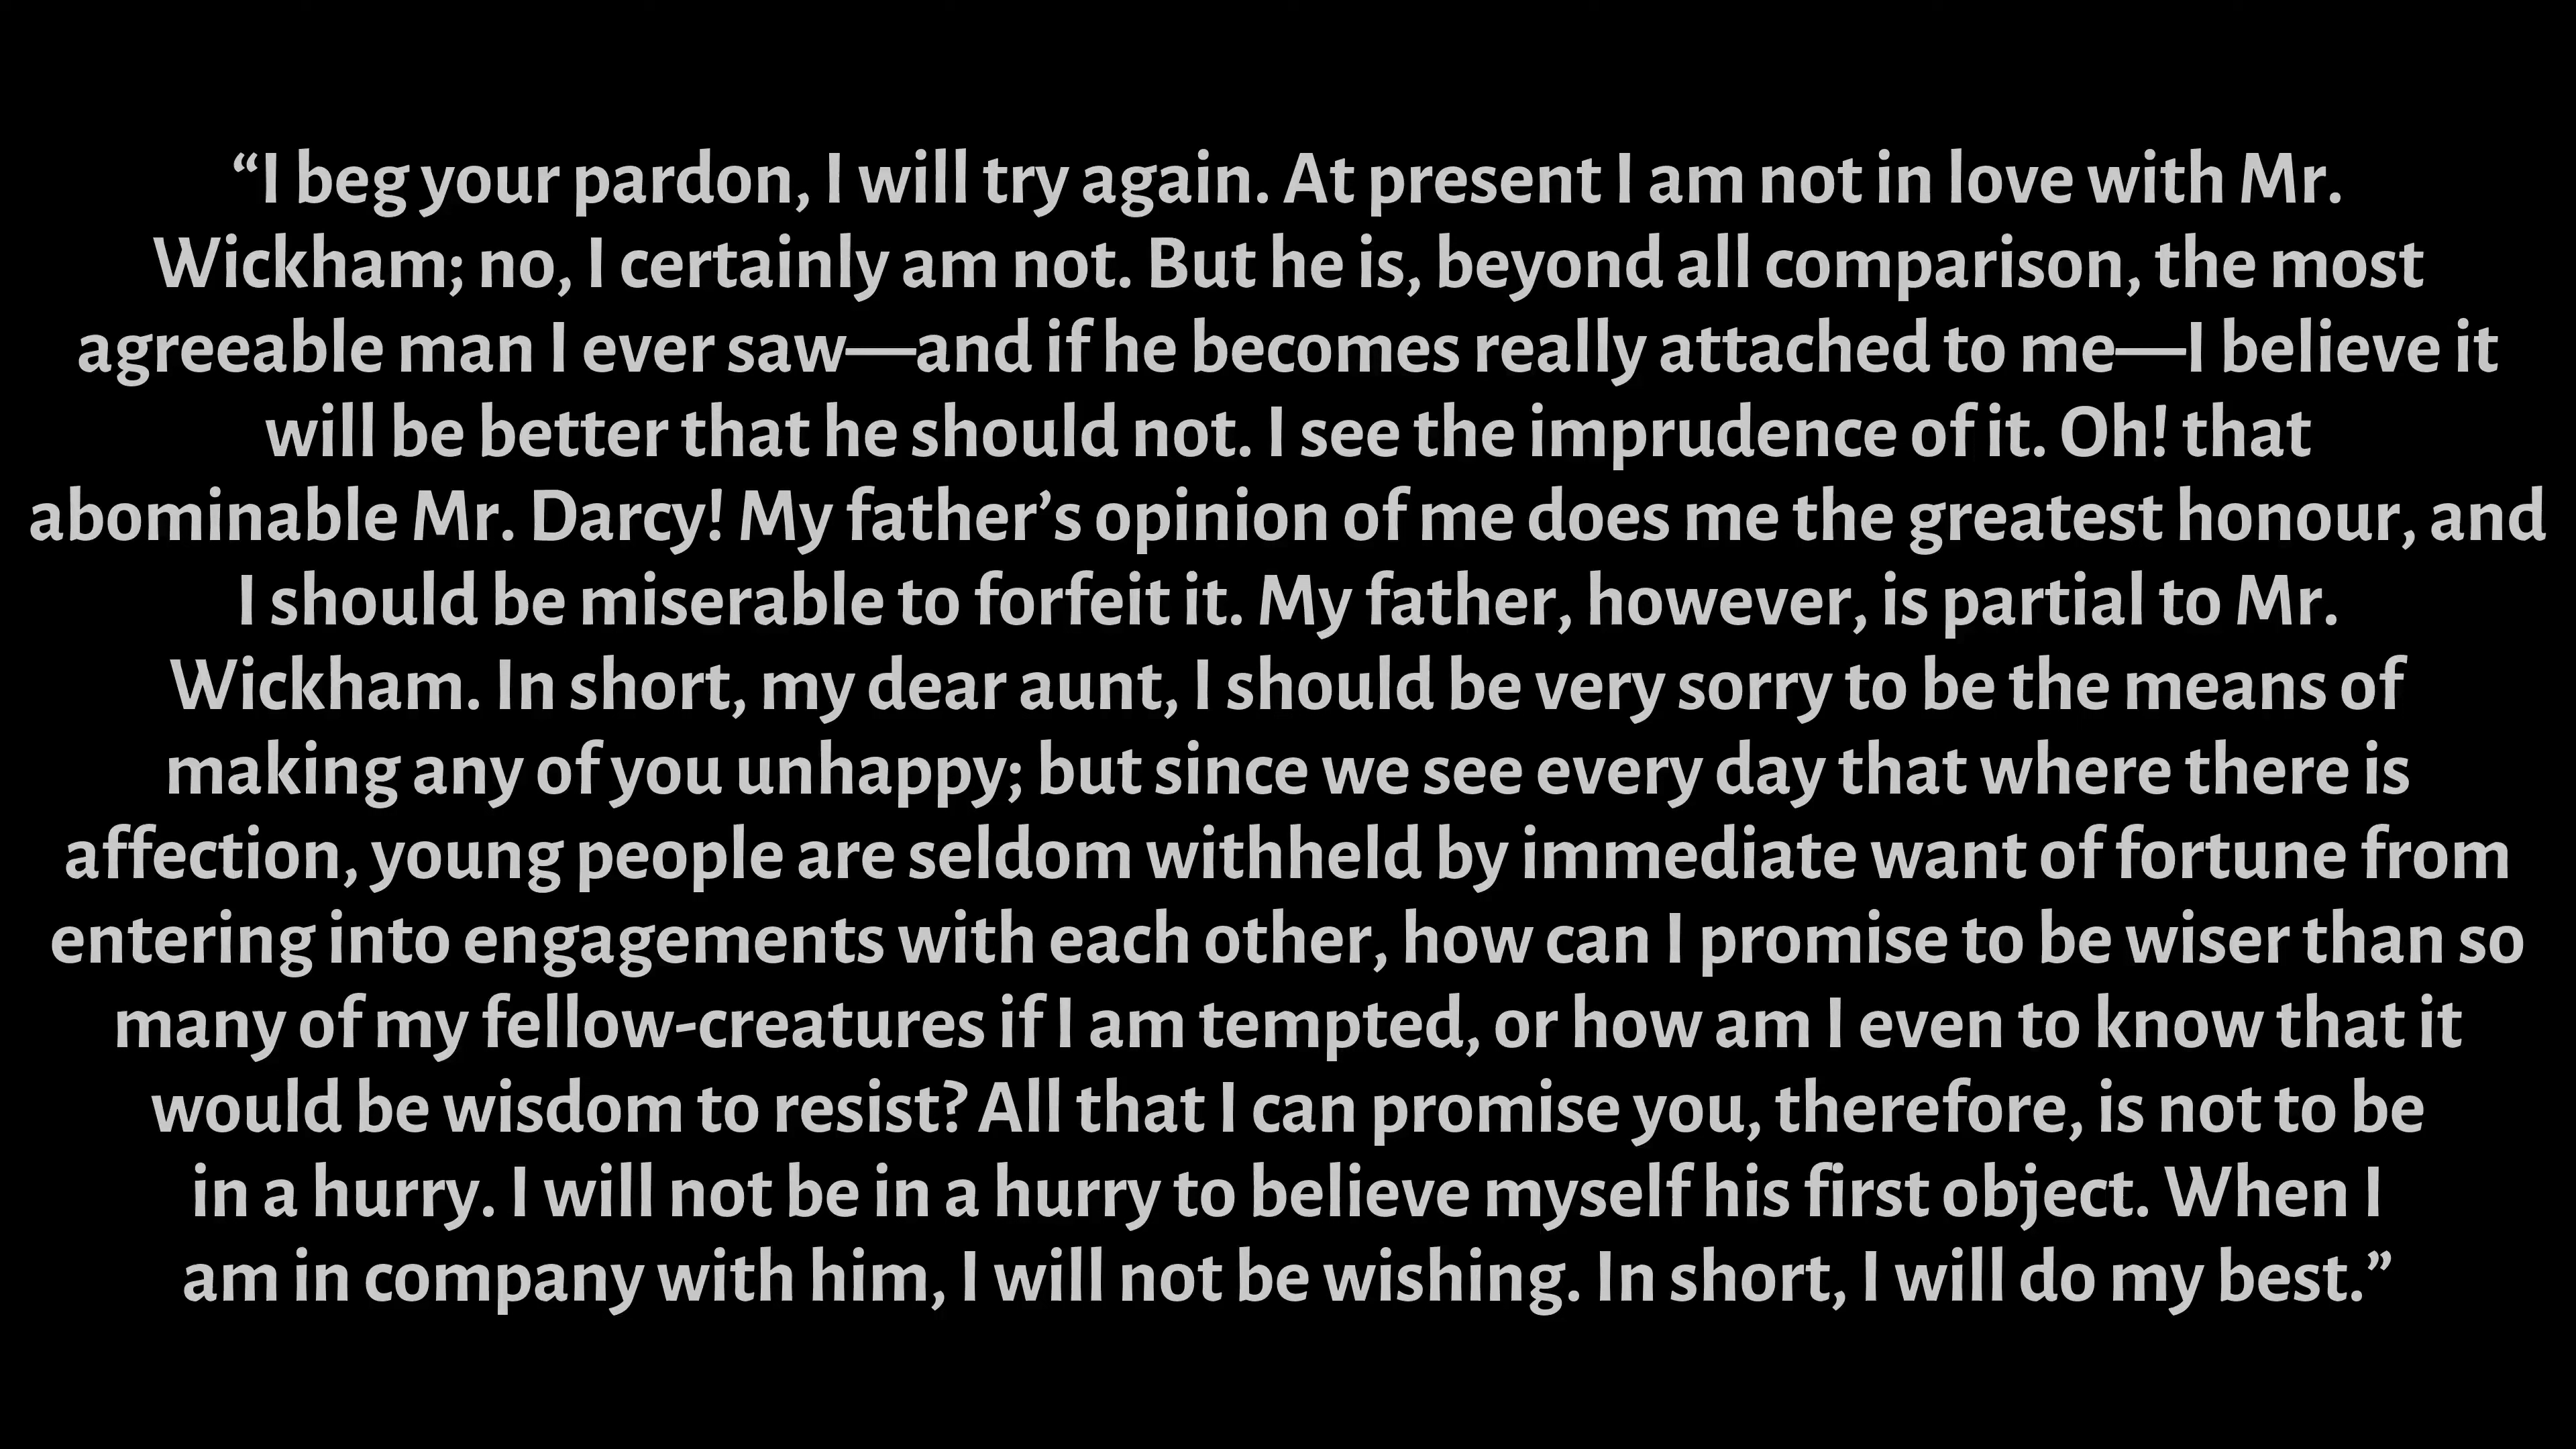 “I beg your pardon, I will try again. At present I am not in love with Mr.
Wickham; no, I certainly am not. But he is, beyond all comparison, the most
agreeable man I ever saw—and if he becomes really attached to me—I believe it
will be better that he should not. I see the imprudence of it. Oh! that
abominable Mr. Darcy! My father’s opinion of me does me the greatest honour, and
I should be miserable to forfeit it. My father, however, is partial to Mr.
Wickham. In short, my dear aunt, I should be very sorry to be the means of
making any of you unhappy; but since we see every day that where there is
affection, young people are seldom withheld by immediate want of fortune from
entering into engagements with each other, how can I promise to be wiser than so
many of my fellow-creatures if I am tempted, or how am I even to know that it
would be wisdom to resist? All that I can promise you, therefore, is not to be
in a hurry. I will not be in a hurry to believe myself his first object. When I
am in company with him, I will not be wishing. In short, I will do my best.”